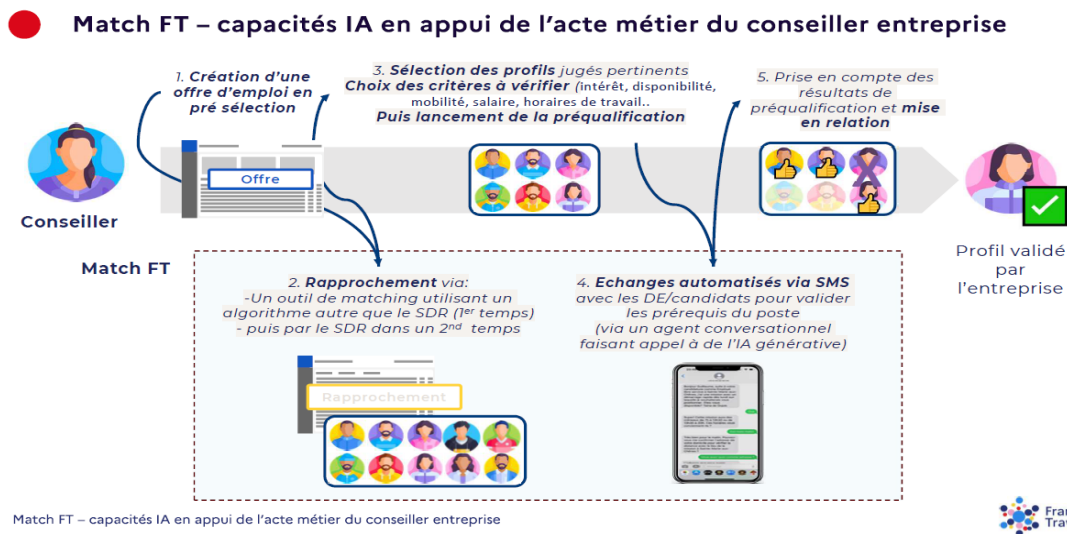 Match FT – capacités IA en appui de l'acte métier du conseiller entreprise
1. Création d'une
offre d'emploi en
pré sélection
3. Sélection des profils jugés pertinents
Choix des critères à vérifier (intérêt, disponibilité,
mobilité, salaire, horaires de travail..
Puis lancement de la préqualification
5. Prise en compte des
résultats de
préqualification et mise
en relation
Offre
Conseiller
Profil validé
par
l'entreprise
Match FT
2. Rapprochement via:
-Un outil de matching utilisant un
algorithme autre que le SDR (1er temps)
- puis par le SDR dans un 2nd temps
4. Echanges automatisés via SMS
avec les DE/candidats pour valider
les prérequis du poste
(via un agent conversationnel
faisant appel à de l'IA générative)
Rapprochement
Match FT – capacités IA en appui de l'acte métier du conseiller entreprise
Fran
Trav